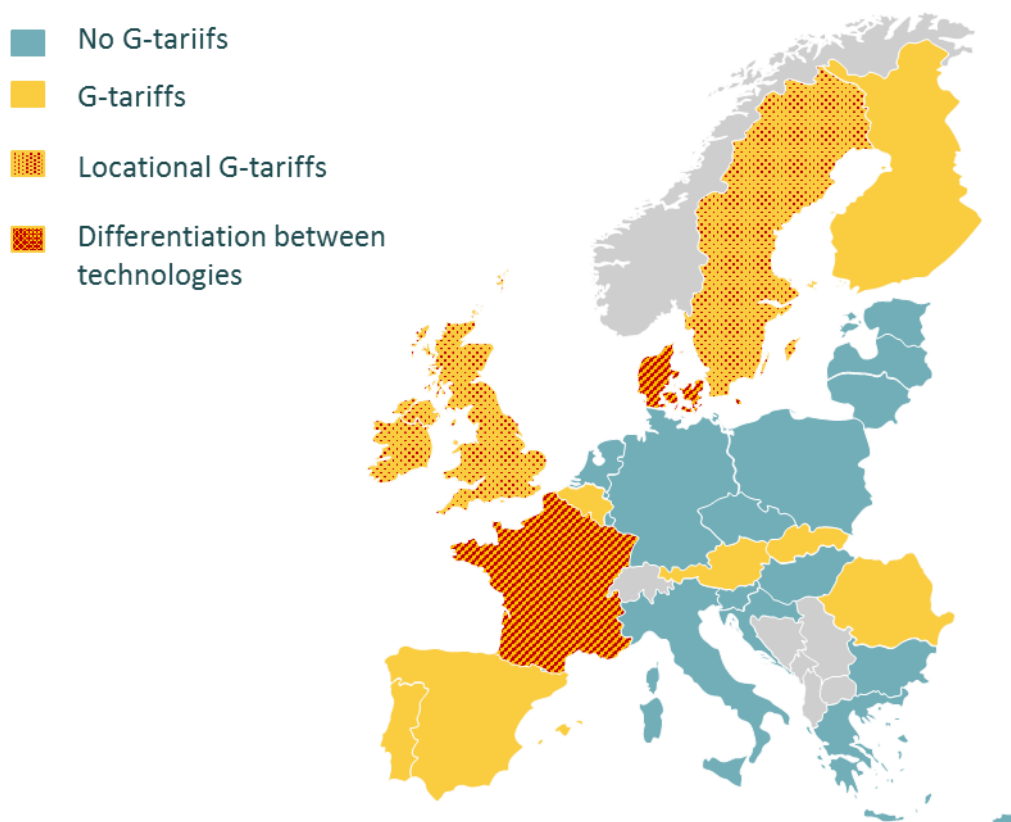 No G-tariifs
G-tariffs
Locational G-tariffs
Differentiation between
technologies